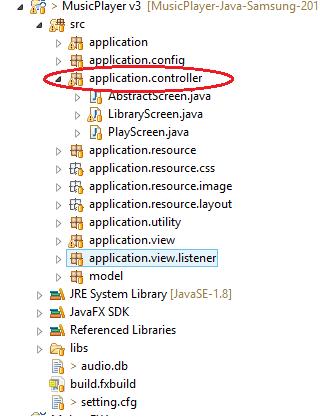 > MusicPlayer v3 [MusicPlayer-Java-Samsung-201
src
application
application.config
application.controller
AbstractScreen.java
LibraryScreen.java
PlayScreen.java
application.resource
application.resource.css
application.resource.image
application.resource.layout
application.utility
application.view
application.view.listener
model
JRE System Library [JavaSE-1.8]
JavaFX SDK
Referenced Libraries
libs
> audio.db
build.fxbuild
> setting.cfg